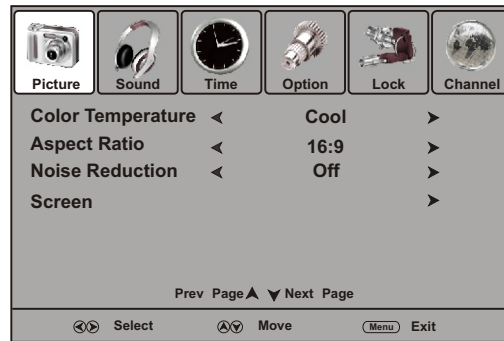 Picture Sound Time Option Lock Channel
Color Temperature Cool
Aspect Ratio 16:9
Noise Reduction Off
Screen
Prev Page Next Page
Select Move Menu Exit